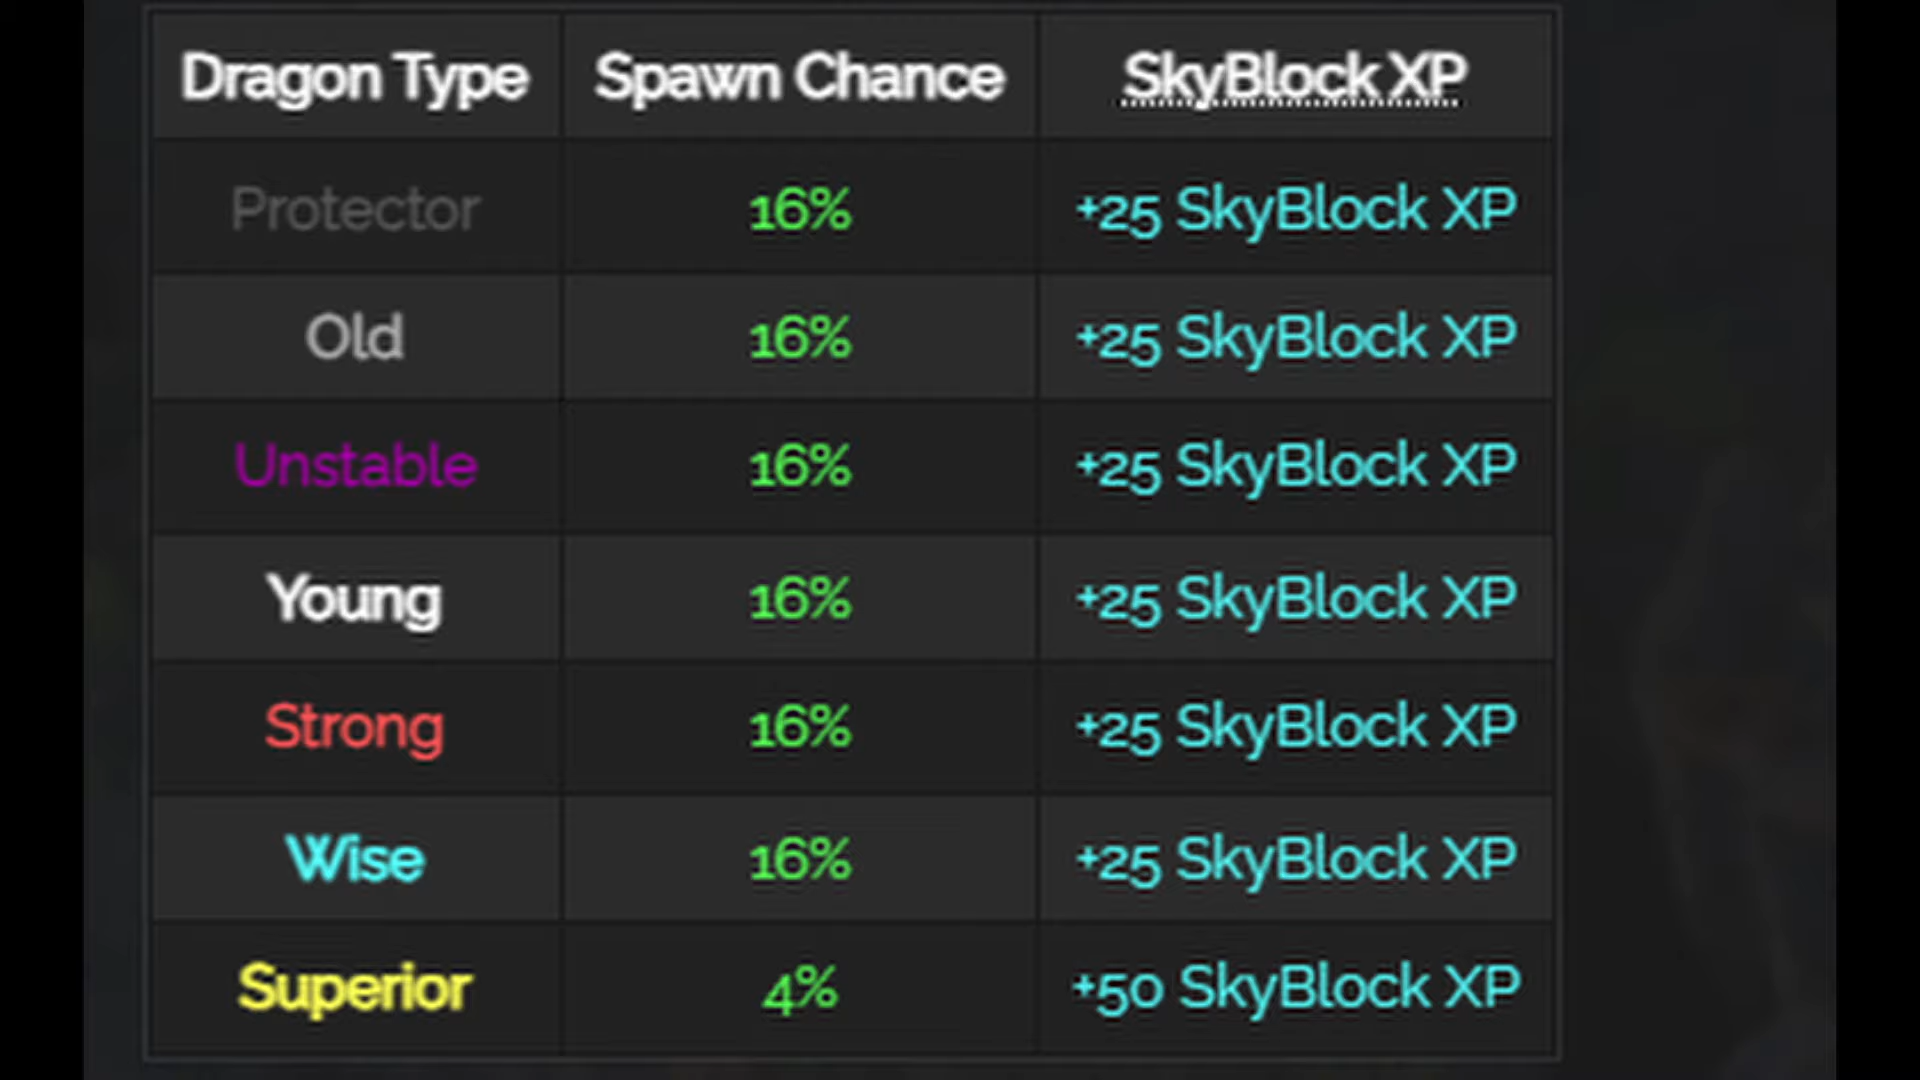 Dragon Type Spawn Chance SkyBlock XP
Protector 16% +25 SkyBlock XP
Old 16% +25 SkyBlock XP
Unstable 16% +25 SkyBlock XP
Young 16% +25 SkyBlock XP
Strong 16% +25 SkyBlock XP
Wise 16% +25 SkyBlock XP
Superior 4% +50 SkyBlock XP